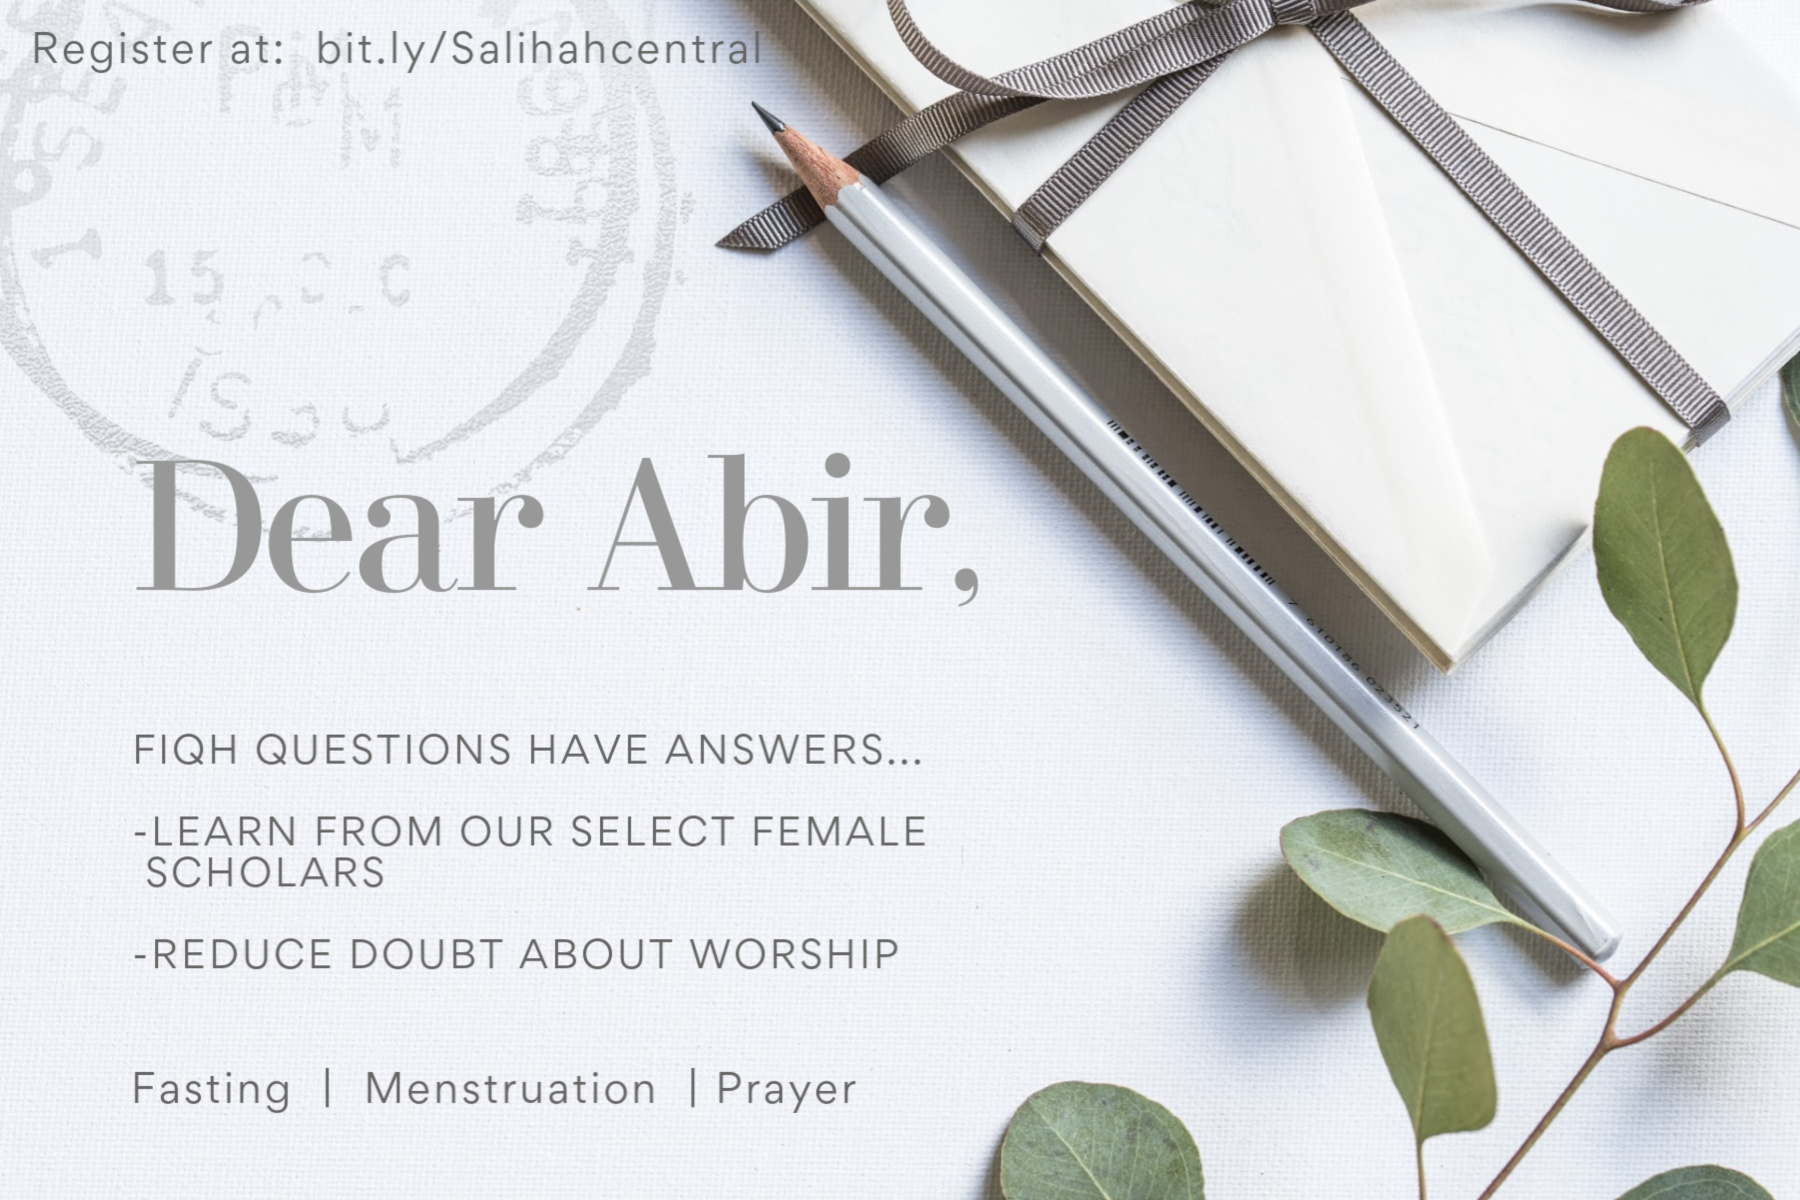 Register at: bit.ly/Salihahcentral
Dear Abir,
FIQH QUESTIONS HAVE ANSWERS...
-LEARN FROM OUR SELECT FEMALE
SCHOLARS
-REDUCE DOUBT ABOUT WORSHIP
Fasting | Menstruation | Prayer